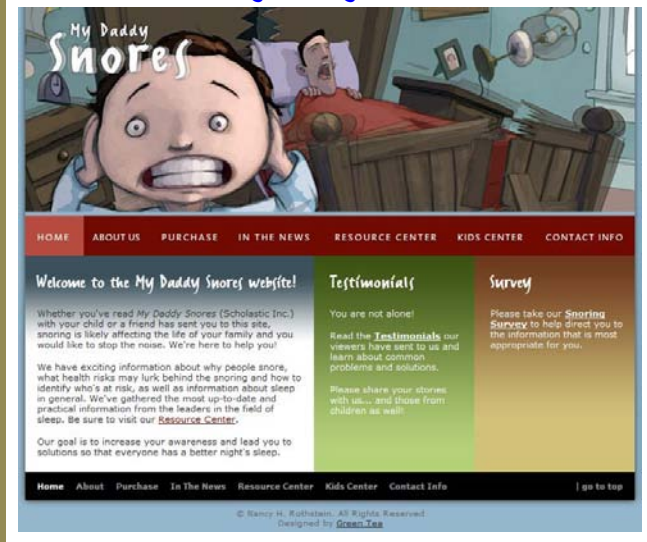 My Daddy
Snores
HOME ABOUT US PURCHASE IN THE NEWS RESOURCE CENTER KIDS CENTER CONTACT INFO
Welcome to the My Daddy Snores website!
Whether you've read My Daddy Snores (Scholastic Inc.)
with your child or a friend has sent you to this site,
snoring is likely affecting the life of your family and you
would like to stop the noise. We're here to help you!
We have exciting information about why people snore,
what health risks may lurk behind the snoring and how to
identify who's at risk, as well as information about sleep
in general. We've gathered the most up-to-date and
practical information from the leaders in the field of
sleep. Be sure to visit our Resource Center.
Our goal is to increase your awareness and lead you to
solutions so that everyone has a better night's sleep.
Testimonials
You are not alone!
Read the Testimonials our
viewers have sent to us and
learn about common
problems and solutions.
Please share your stories
with us... and those from
children as well!
Survey
Please take our Snoring
Survey to help direct you to
the information that is most
appropriate for you.
Home About Purchase In The News Resource Center Kids Center Contact Info | go to top
© Nancy H. Rothstein. All Rights Reserved
Designed by Green Tea